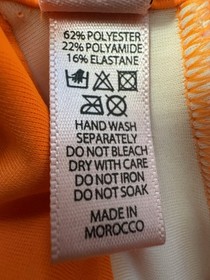 62% POLYESTER
22% POLYAMIDE
16% ELASTANE
HAND WASH
SEPARATELY
DO NOT BLEACH
DRY WITH CARE
DO NOT IRON
DO NOT SOAK
MADE IN
MOROCCO